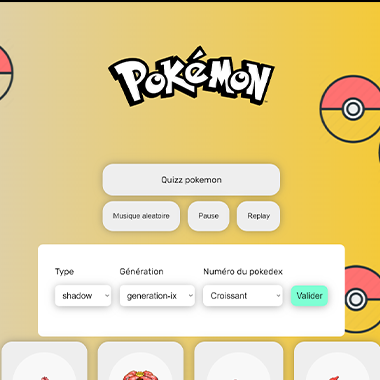 POKéMON
Quizz pokemon
Musique aleatoire Pause Replay
Type Génération Numéro du pokedex
shadow generation-ix Croissant Valider